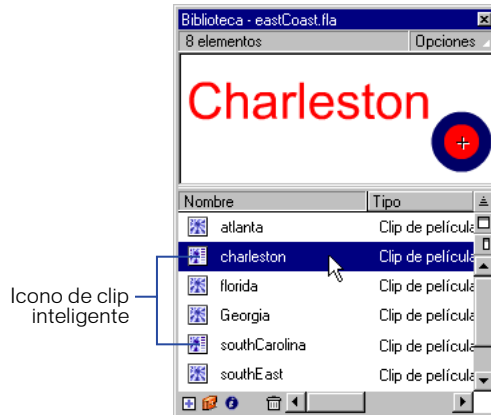 Biblioteca - eastCoast.fla
8 elementos Opciones
Charleston
Nombre Tipo
atlanta Clip de película
charleston Clip de película
florida Clip de película
Georgia Clip de película
southCarolina Clip de película
southEast Clip de película
Icono de clip
inteligente